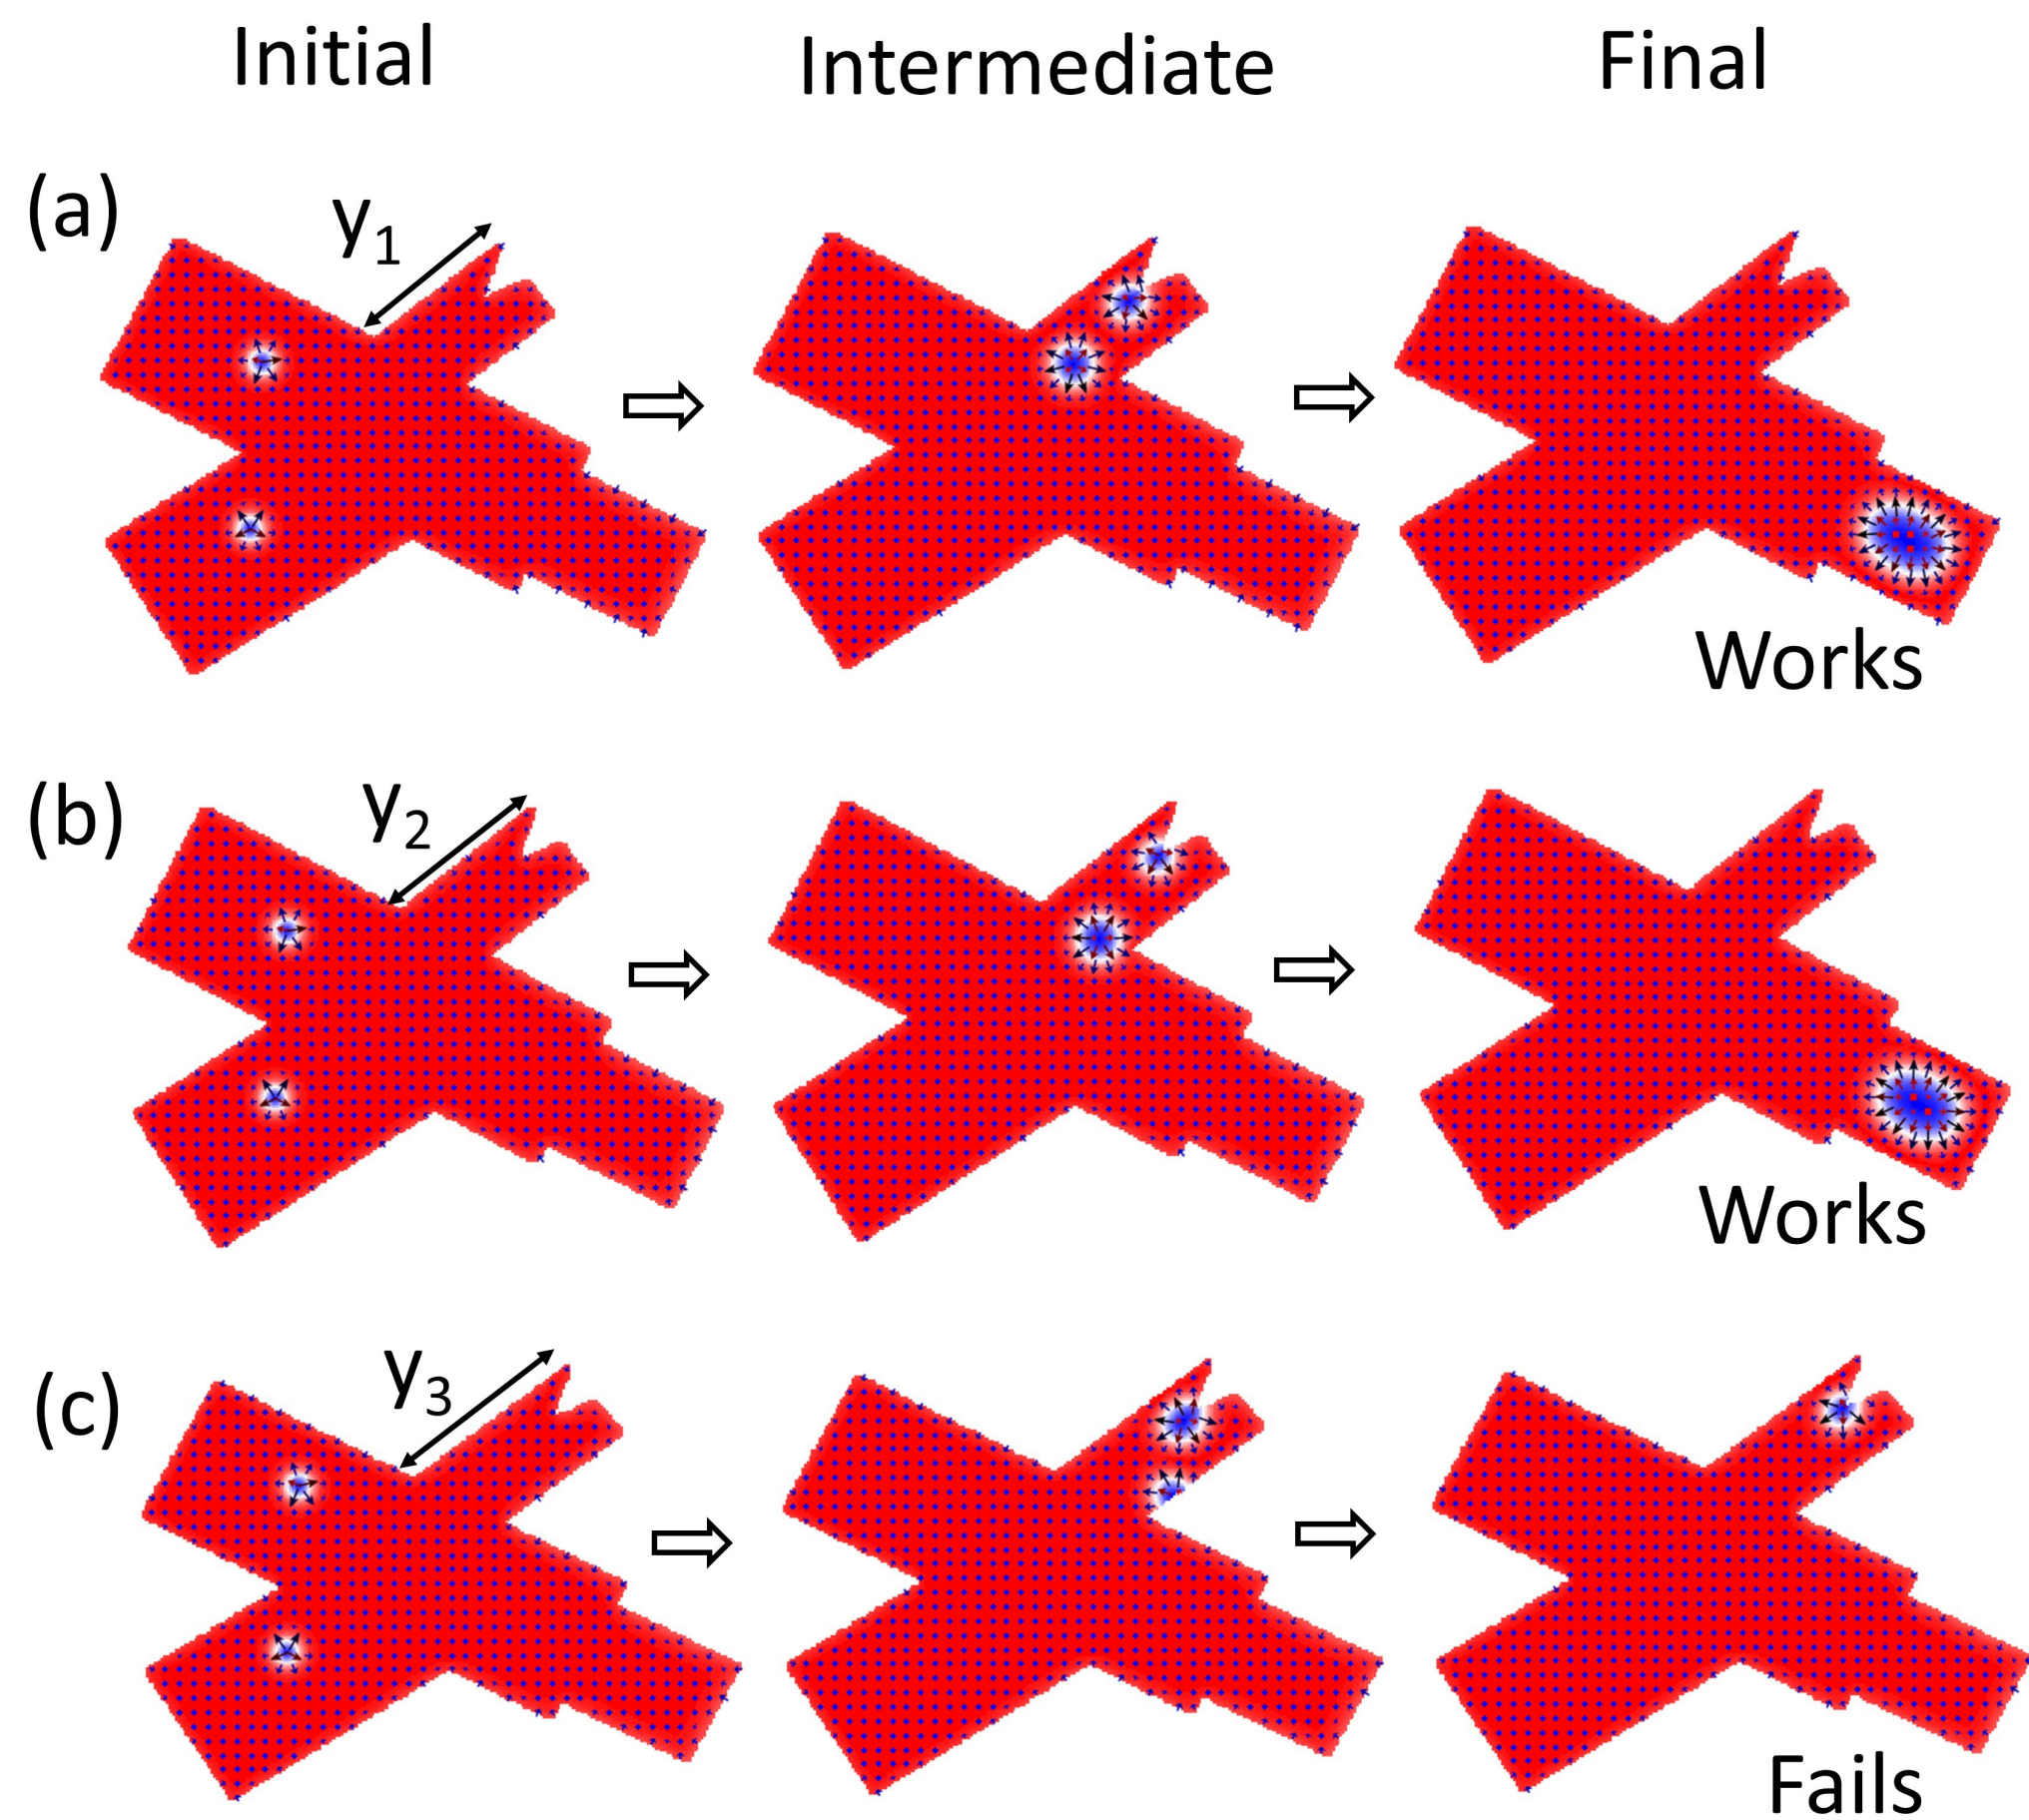 Initial Intermediate Final
(a) y1
Works
(b) y2
Works
(c) y3
Fails